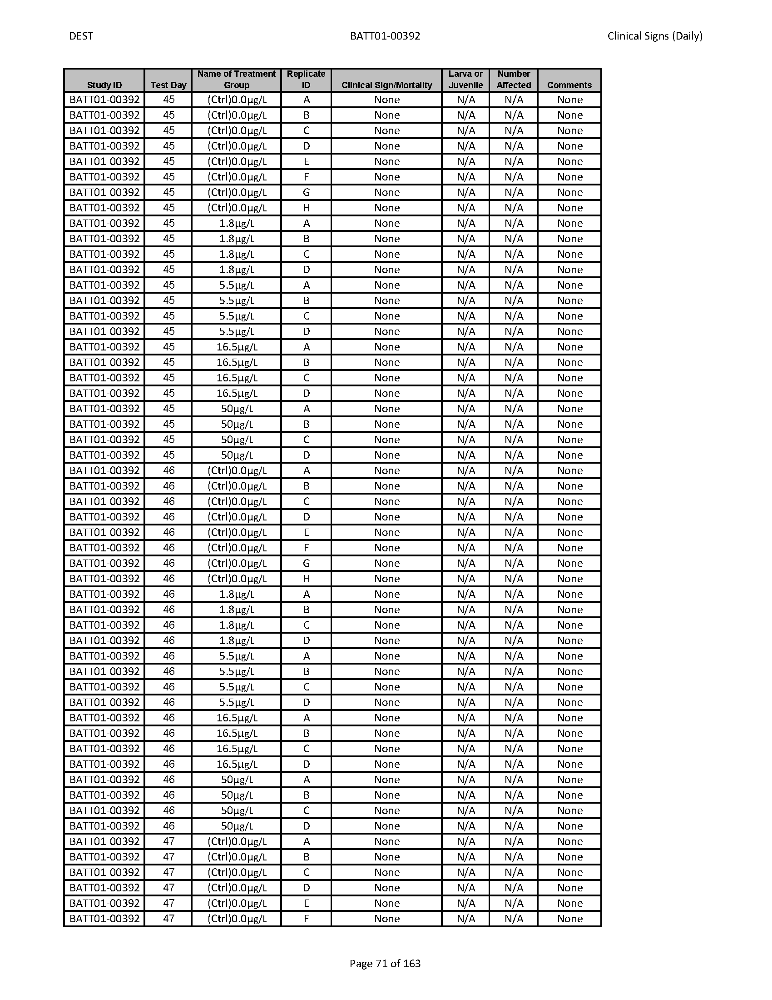 DEST BATT01-00392 Clinical Signs (Daily)
Study ID Test Day Name of Treatment Group Replicate ID Clinical Sign/Mortality Larva or Juvenile Number Affected Comments
BATT01-00392 45 (Ctrl)0.0µg/L A None N/A N/A None
BATT01-00392 45 (Ctrl)0.0µg/L B None N/A N/A None
BATT01-00392 45 (Ctrl)0.0µg/L C None N/A N/A None
BATT01-00392 45 (Ctrl)0.0µg/L D None N/A N/A None
BATT01-00392 45 (Ctrl)0.0µg/L E None N/A N/A None
BATT01-00392 45 (Ctrl)0.0µg/L F None N/A N/A None
BATT01-00392 45 (Ctrl)0.0µg/L G None N/A N/A None
BATT01-00392 45 (Ctrl)0.0µg/L H None N/A N/A None
BATT01-00392 45 1.8µg/L A None N/A N/A None
BATT01-00392 45 1.8µg/L B None N/A N/A None
BATT01-00392 45 1.8µg/L C None N/A N/A None
BATT01-00392 45 1.8µg/L D None N/A N/A None
BATT01-00392 45 5.5µg/L A None N/A N/A None
BATT01-00392 45 5.5µg/L B None N/A N/A None
BATT01-00392 45 5.5µg/L C None N/A N/A None
BATT01-00392 45 5.5µg/L D None N/A N/A None
BATT01-00392 45 16.5µg/L A None N/A N/A None
BATT01-00392 45 16.5µg/L B None N/A N/A None
BATT01-00392 45 16.5µg/L C None N/A N/A None
BATT01-00392 45 16.5µg/L D None N/A N/A None
BATT01-00392 45 50µg/L A None N/A N/A None
BATT01-00392 45 50µg/L B None N/A N/A None
BATT01-00392 45 50µg/L C None N/A N/A None
BATT01-00392 45 50µg/L D None N/A N/A None
BATT01-00392 46 (Ctrl)0.0µg/L A None N/A N/A None
BATT01-00392 46 (Ctrl)0.0µg/L B None N/A N/A None
BATT01-00392 46 (Ctrl)0.0µg/L C None N/A N/A None
BATT01-00392 46 (Ctrl)0.0µg/L D None N/A N/A None
BATT01-00392 46 (Ctrl)0.0µg/L E None N/A N/A None
BATT01-00392 46 (Ctrl)0.0µg/L F None N/A N/A None
BATT01-00392 46 (Ctrl)0.0µg/L G None N/A N/A None
BATT01-00392 46 (Ctrl)0.0µg/L H None N/A N/A None
BATT01-00392 46 1.8µg/L A None N/A N/A None
BATT01-00392 46 1.8µg/L B None N/A N/A None
BATT01-00392 46 1.8µg/L C None N/A N/A None
BATT01-00392 46 1.8µg/L D None N/A N/A None
BATT01-00392 46 5.5µg/L A None N/A N/A None
BATT01-00392 46 5.5µg/L B None N/A N/A None
BATT01-00392 46 5.5µg/L C None N/A N/A None
BATT01-00392 46 5.5µg/L D None N/A N/A None
BATT01-00392 46 16.5µg/L A None N/A N/A None
BATT01-00392 46 16.5µg/L B None N/A N/A None
BATT01-00392 46 16.5µg/L C None N/A N/A None
BATT01-00392 46 16.5µg/L D None N/A N/A None
BATT01-00392 46 50µg/L A None N/A N/A None
BATT01-00392 46 50µg/L B None N/A N/A None
BATT01-00392 46 50µg/L C None N/A N/A None
BATT01-00392 46 50µg/L D None N/A N/A None
BATT01-00392 47 (Ctrl)0.0µg/L A None N/A N/A None
BATT01-00392 47 (Ctrl)0.0µg/L B None N/A N/A None
BATT01-00392 47 (Ctrl)0.0µg/L C None N/A N/A None
BATT01-00392 47 (Ctrl)0.0µg/L D None N/A N/A None
BATT01-00392 47 (Ctrl)0.0µg/L E None N/A N/A None
BATT01-00392 47 (Ctrl)0.0µg/L F None N/A N/A None
Page 71 of 163